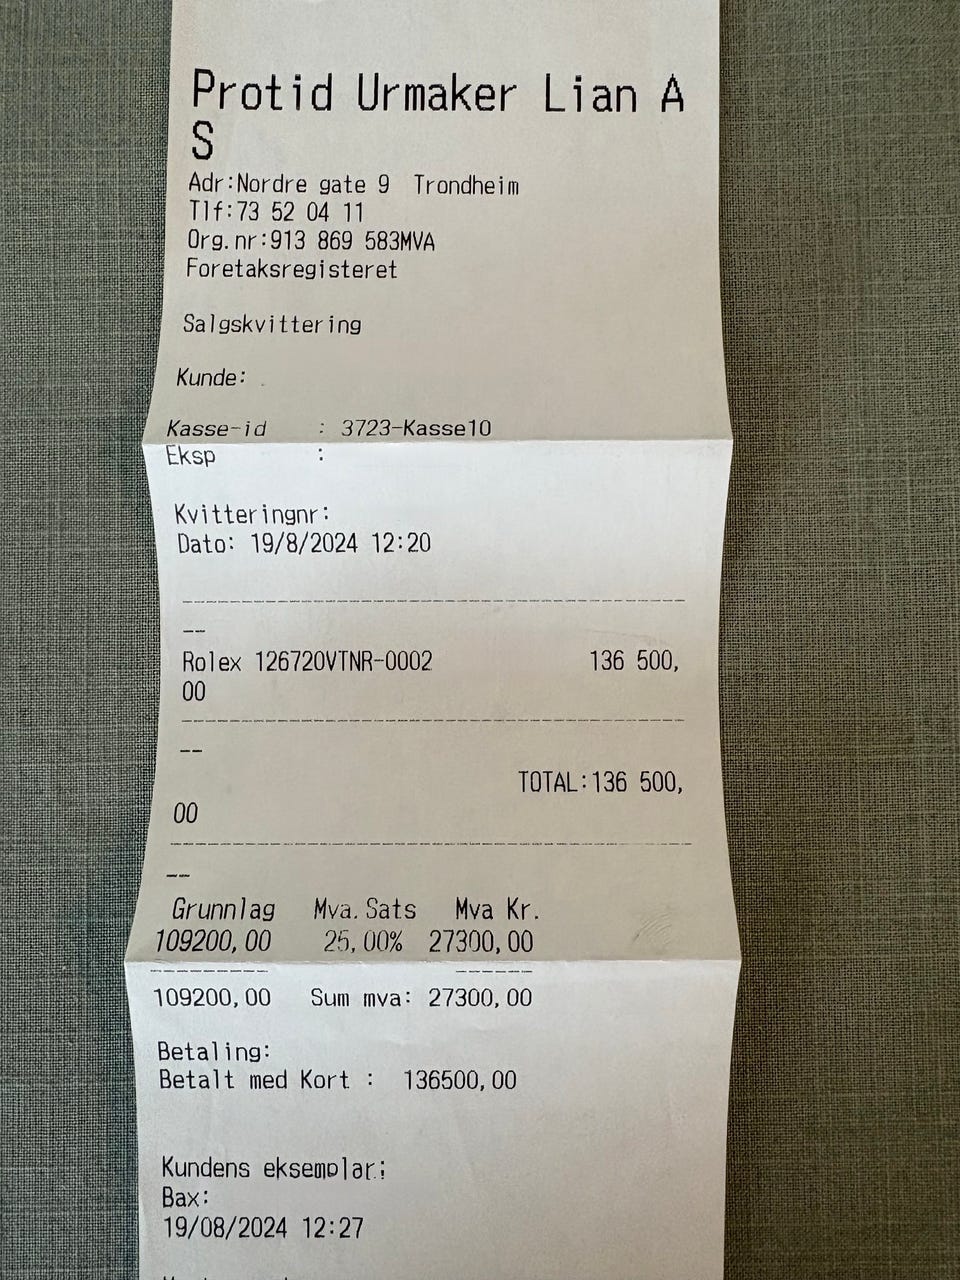 Protid Urmaker Lian A
S
Adr:Nordre gate 9 Trondheim
Tlf:73 52 04 11
Org.nr:913 869 583MVA
Foretaksregisteret
Salgskvittering
Kunde:
Kasse-id : 3723-Kasse10
Eksp :
Kvitteringnr:
Dato: 19/8/2024 12:20
--
Rolex 126720VTNR-0002 136 500,
00
--
TOTAL:136 500,
00
--
Grunnlag Mva.Sats Mva Kr.
109200,00 25,00% 27300,00
109200,00 Sum mva: 27300,00
Betaling:
Betalt med Kort : 136500,00
Kundens eksemplar:
Bax:
19/08/2024 12:27